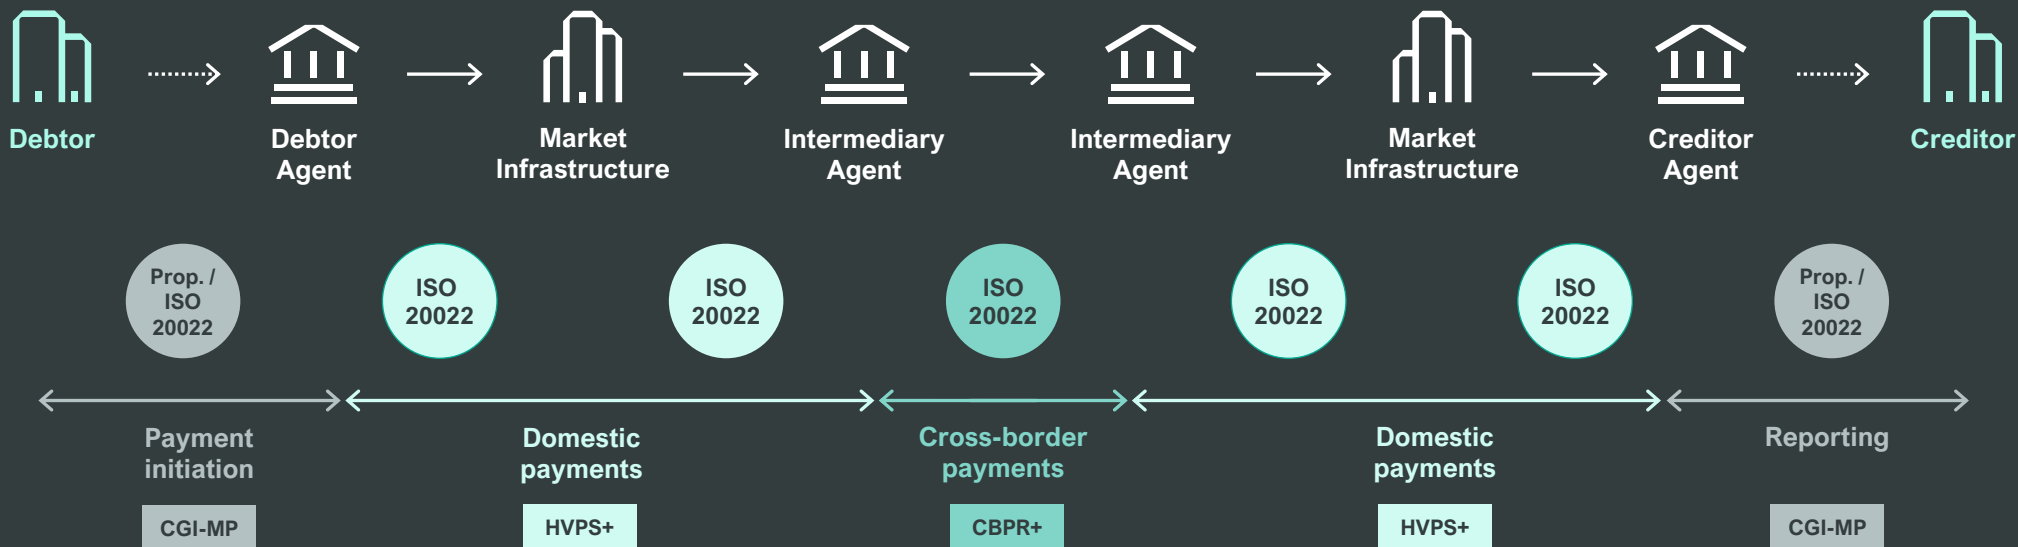 Debtor
Debtor
Agent
Market
Infrastructure
Intermediary
Agent
Intermediary
Agent
Market
Infrastructure
Creditor
Agent
Creditor
Prop. /
ISO
20022
ISO
20022
ISO
20022
ISO
20022
ISO
20022
ISO
20022
Prop. /
ISO
20022
Payment
initiation
Domestic
payments
Cross-border
payments
Domestic
payments
Reporting
CGI-MP
HVPS+
CBPR+
HVPS+
CGI-MP